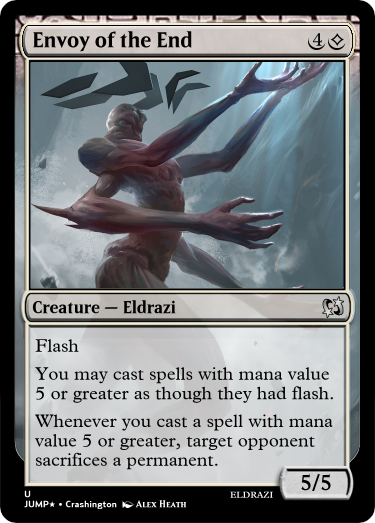 Envoy of the End 4
Creature — Eldrazi
Flash
You may cast spells with mana value
5 or greater as though they had flash.
Whenever you cast a spell with mana
value 5 or greater, target opponent
sacrifices a permanent.
5/5
U
JUMP★ • Crashington Alex Heath
ELDRAZI